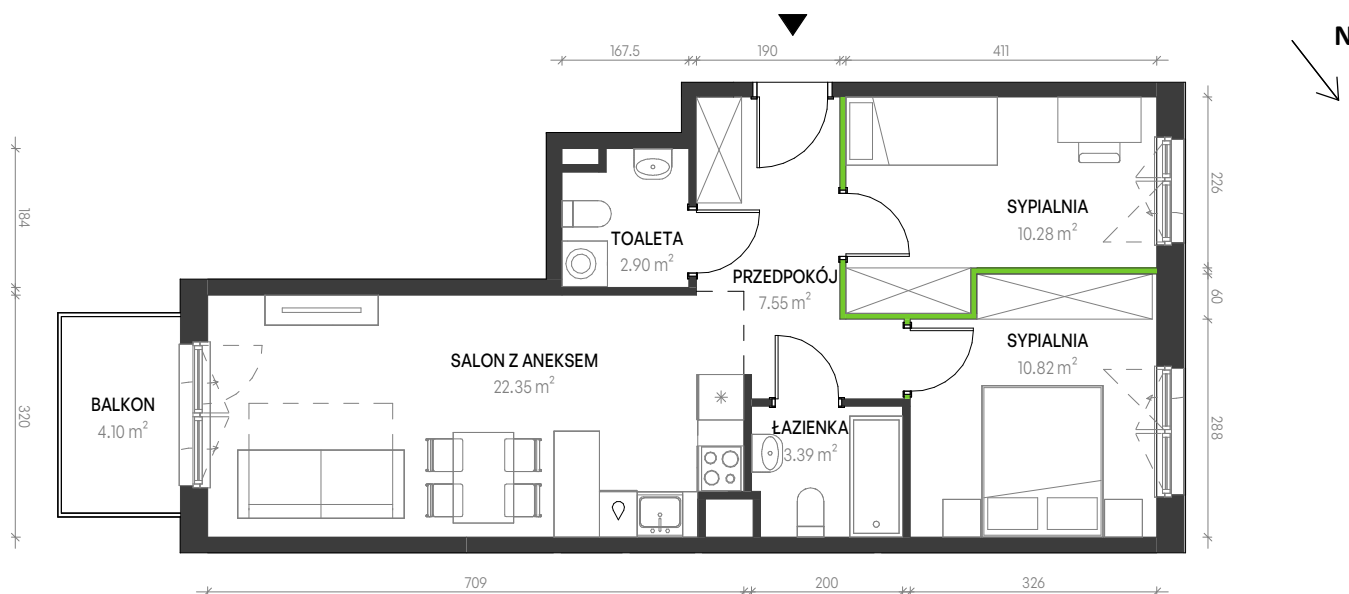 N
167.5
190
411
184
320
226
60
288
SYPIALNIA
10.28 m²
TOALETA
2.90 m²
PRZEDPOKÓJ
7.55 m²
SYPIALNIA
10.82 m²
SALON Z ANEKSEM
22.35 m²
BALKON
4.10 m²
ŁAZIENKA
3.39 m²
709
200
326